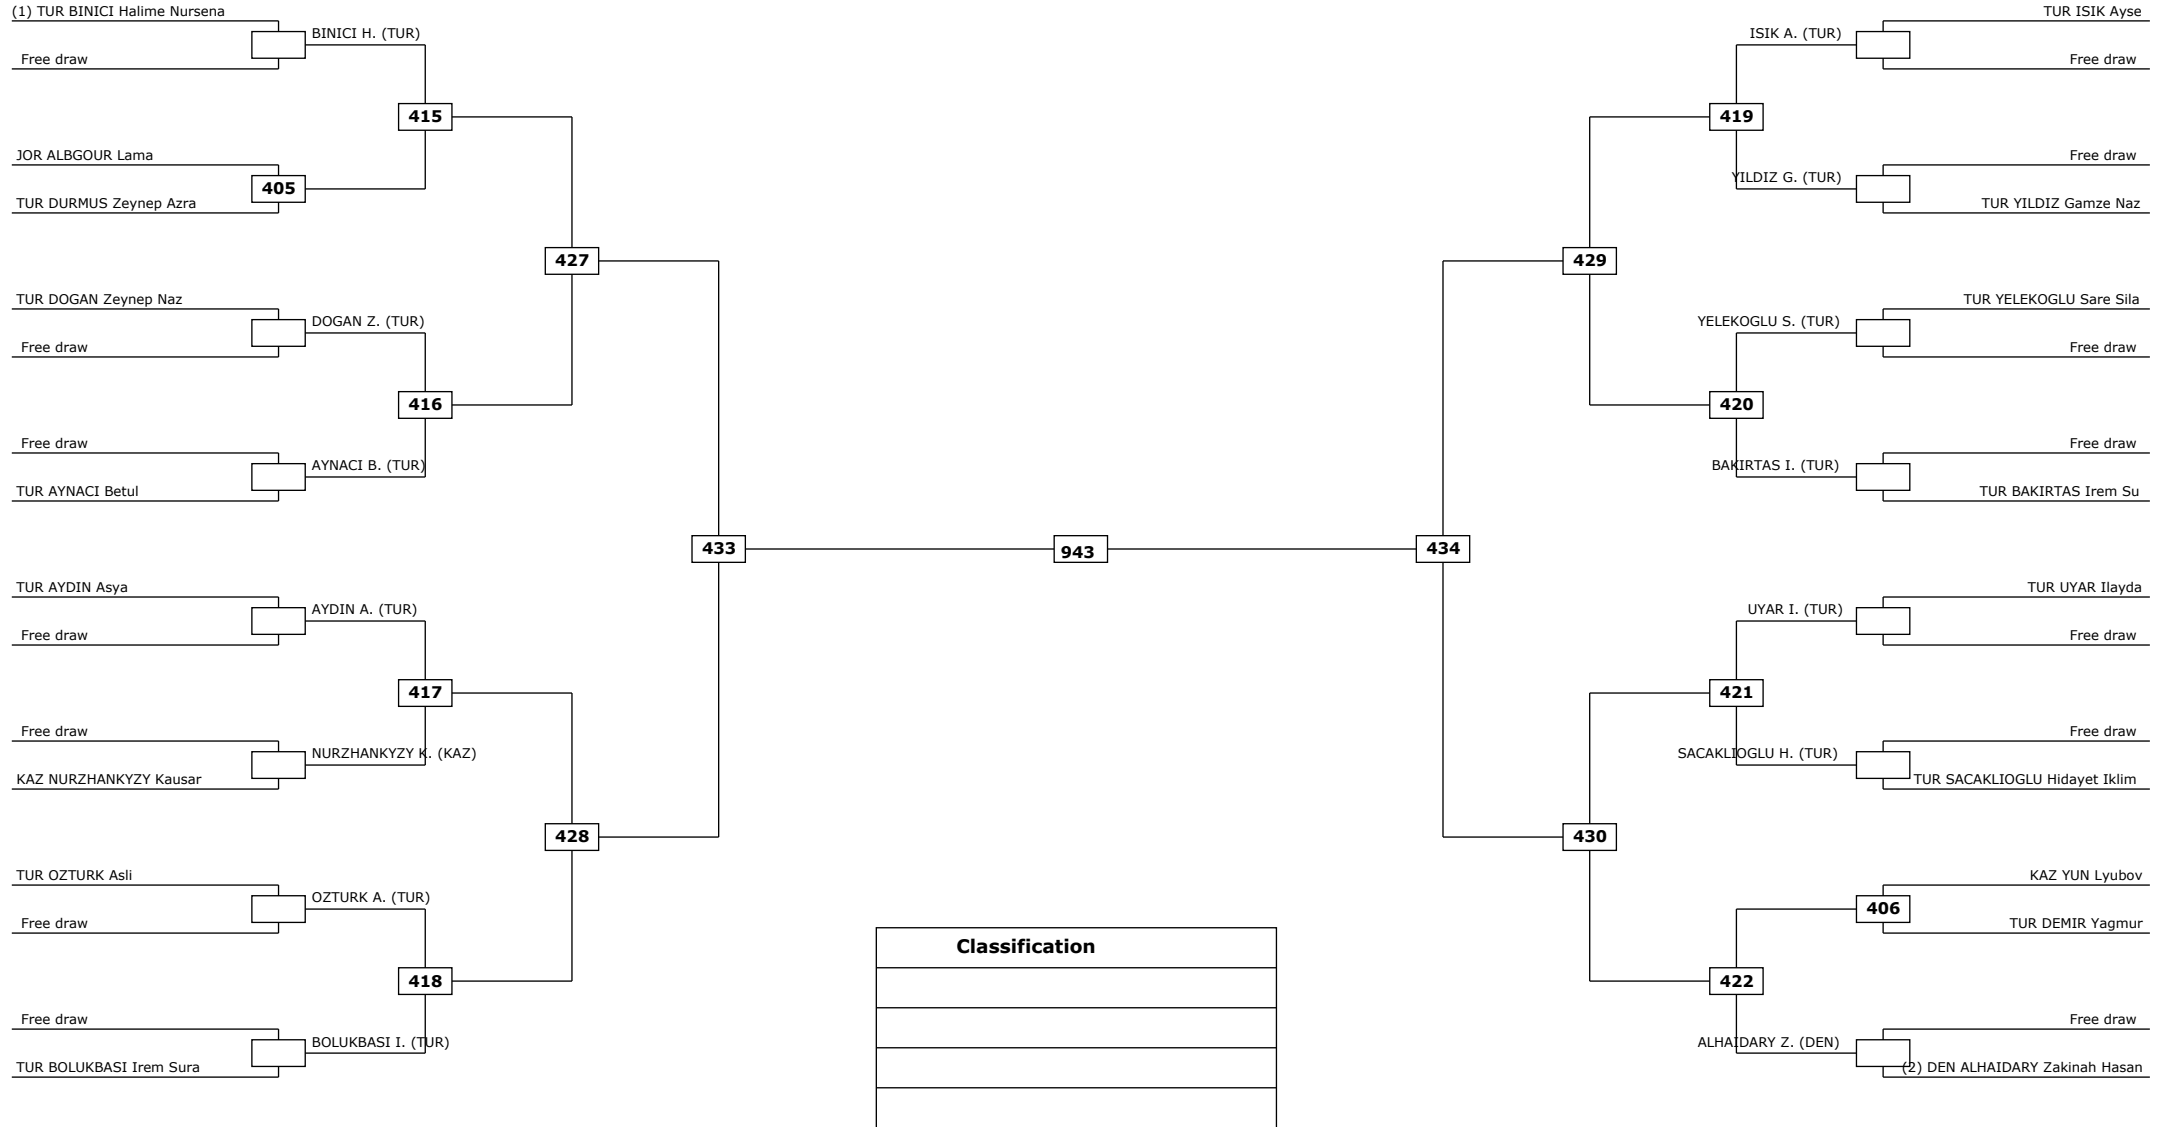 (1) TUR BINICI Halime Nursena
BINICI H. (TUR)
Free draw
415
JOR ALBGOUR Lama
405
TUR DURMUS Zeynep Azra
427
TUR DOGAN Zeynep Naz
DOGAN Z. (TUR)
Free draw
416
Free draw
AYNACI B. (TUR)
TUR AYNACI Betul
433
TUR AYDIN Asya
AYDIN A. (TUR)
Free draw
417
Free draw
NURZHANKYZY K. (KAZ)
KAZ NURZHANKYZY Kausar
428
TUR OZTURK Asli
OZTURK A. (TUR)
Free draw
418
Free draw
BOLUKBASI I. (TUR)
TUR BOLUKBASI Irem Sura
943
Classification
TUR ISIK Ayse
ISIK A. (TUR)
Free draw
419
Free draw
YILDIZ G. (TUR)
TUR YILDIZ Gamze Naz
429
TUR YELEKOGLU Sare Sila
YELEKOGLU S. (TUR)
Free draw
420
Free draw
BAKIRTAS I. (TUR)
TUR BAKIRTAS Irem Su
434
TUR UYAR Ilayda
UYAR I. (TUR)
Free draw
421
Free draw
SACAKLIOGLU H. (TUR)
TUR SACAKLIOGLU Hidayet Iklim
430
KAZ YUN Lyubov
406
TUR DEMIR Yagmur
422
Free draw
ALHAIDARY Z. (DEN)
(2) DEN ALHAIDARY Zakinah Hasan